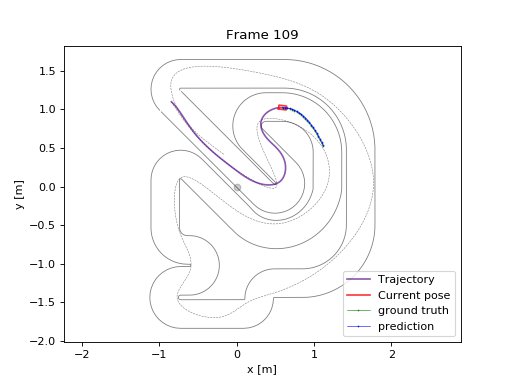 Frame 109
1.5
1.0
0.5
0.0
−0.5
−1.0
−1.5
−2.0
y [m]
−2
−1
0
1
2
x [m]
Trajectory
Current pose
ground truth
prediction